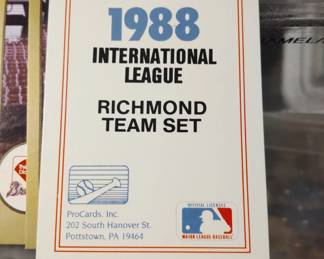 1988
INTERNATIONAL
LEAGUE
RICHMOND
TEAM SET
ProCards, Inc.
202 South Hanover St.
Pottstown, PA 19464
OFFICIAL LICENSEE
MAJOR LEAGUE BASEBALL